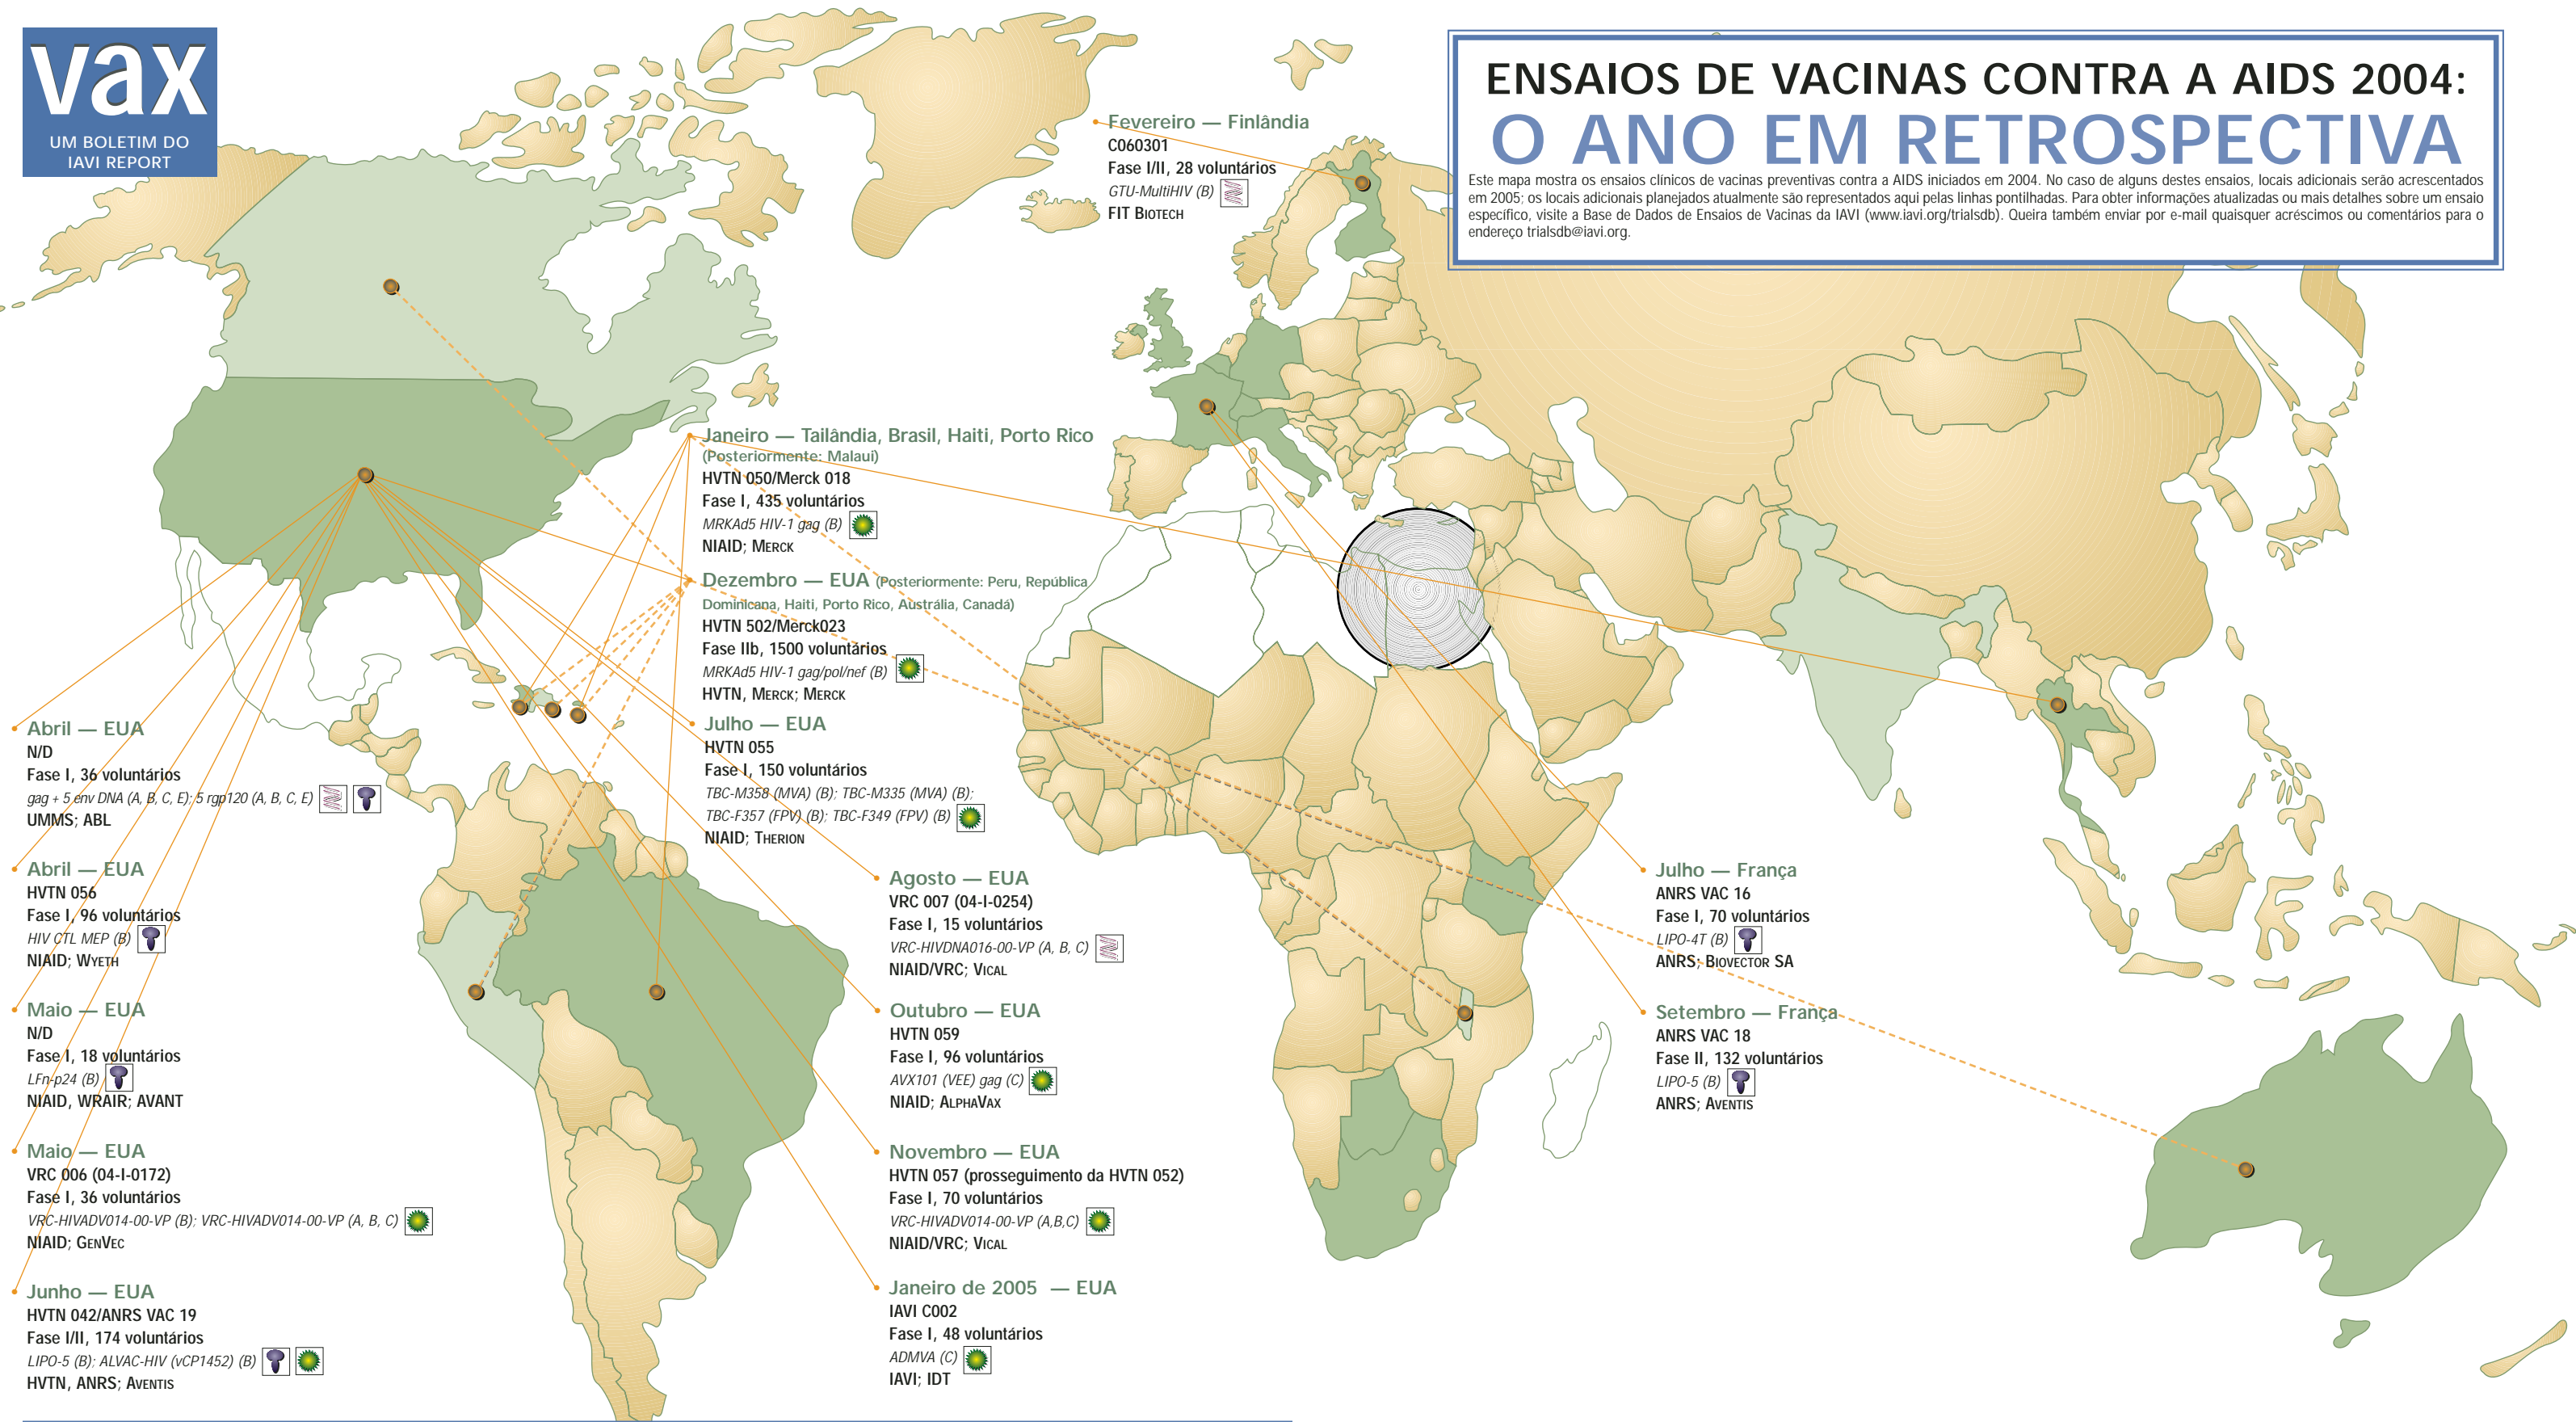 vax
UM BOLETIM DO
IAVI REPORT
ENSAIOS DE VACINAS CONTRA A AIDS 2004:
O ANO EM RETROSPECTIVA
Este mapa mostra os ensaios clínicos de vacinas preventivas contra a AIDS iniciados em 2004. No caso de alguns destes ensaios, locais adicionais serão acrescentados
em 2005; os locais adicionais planejados atualmente são representados aqui pelas linhas pontilhadas. Para obter informações atualizadas ou mais detalhes sobre um ensaio
específico, visite a Base de Dados de Ensaios de Vacinas da IAVI (www.iavi.org/trialsdb). Queira também enviar por e-mail quaisquer acréscimos ou comentários para o
endereço trialsdb@iavi.org.
Fevereiro — Finlândia
C060301
Fase I/II, 28 voluntários
GTU-MultiHIV (B)
FIT BIOTECH
Janeiro — Tailândia, Brasil, Haiti, Porto Rico
(Posteriormente: Malaui)
HVTN 050/Merck 018
Fase I, 435 voluntários
MRKAd5 HIV-1 gag (B)
NIAID; MERCK
Dezembro — EUA (Posteriormente: Peru, República
Dominicana, Haiti, Porto Rico, Austrália, Canadá)
HVTN 502/Merck023
Fase IIb, 1500 voluntários
MRKAd5 HIV-1 gag/pol/nef (B)
HVTN, MERCK; MERCK
Julho — EUA
HVTN 055
Fase I, 150 voluntários
TBC-M358 (MVA) (B); TBC-M335 (MVA) (B);
TBC-F357 (FPV) (B); TBC-F349 (FPV) (B)
NIAID; THERION
Abril — EUA
N/D
Fase I, 36 voluntários
gag + 5 env DNA (A, B, C, E); 5 rgp120 (A, B, C, E)
UMMS; ABL
Abril — EUA
HVTN 056
Fase I, 96 voluntários
HIV CTL MEP (B)
NIAID; WYETH
Maio — EUA
N/D
Fase I, 18 voluntários
LFn-p24 (B)
NIAID, WRAIR; AVANT
Maio — EUA
VRC 006 (04-I-0172)
Fase I, 36 voluntários
VRC-HIVADV014-00-VP (B); VRC-HIVADV014-00-VP (A, B, C)
NIAID; GENVEC
Junho — EUA
HVTN 042/ANRS VAC 19
Fase I/II, 174 voluntários
LIPO-5 (B); ALVAC-HIV (vCP1452) (B)
HVTN, ANRS; AVENTIS
Agosto — EUA
VRC 007 (04-I-0254)
Fase I, 15 voluntários
VRC-HIVDNA016-00-VP (A, B, C)
NIAID/VRC; VICAL
Outubro — EUA
HVTN 059
Fase I, 96 voluntários
AVX101 (VEE) gag (C)
NIAID; ALPHAVAX
Novembro — EUA
HVTN 057 (prosseguimento da HVTN 052)
Fase I, 70 voluntários
VRC-HIVADV014-00-VP (A,B,C)
NIAID/VRC; VICAL
Janeiro de 2005 — EUA
IAVI C002
Fase I, 48 voluntários
ADMVA (C)
IAVI; IDT
Julho — França
ANRS VAC 16
Fase I, 70 voluntários
LIPO-4T (B)
ANRS; BIOVECTOR SA
Setembro — França
ANRS VAC 18
Fase II, 132 voluntários
LIPO-5 (B)
ANRS; AVENTIS